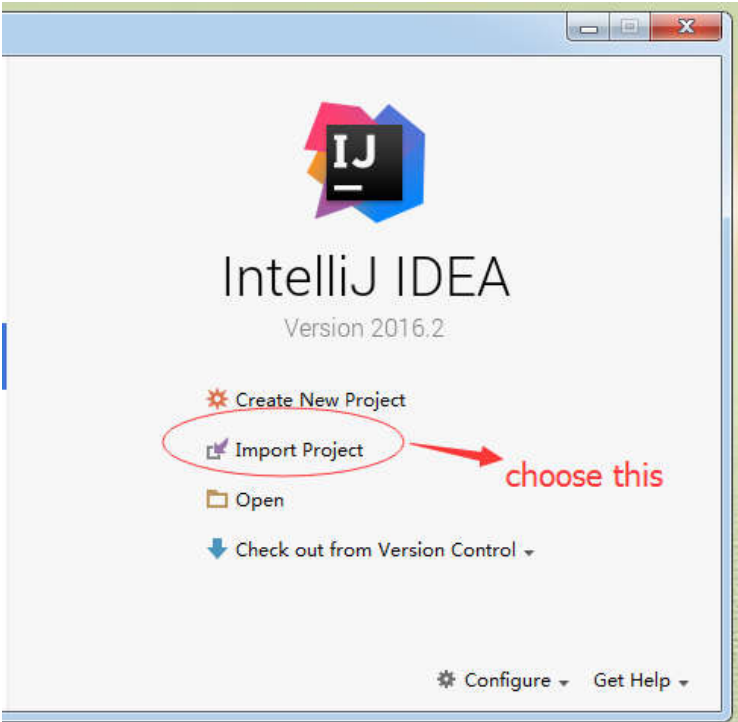 IJ
IntelliJ IDEA
Version 2016.2
Create New Project
Import Project
choose this
Open
Check out from Version Control
Configure Get Help